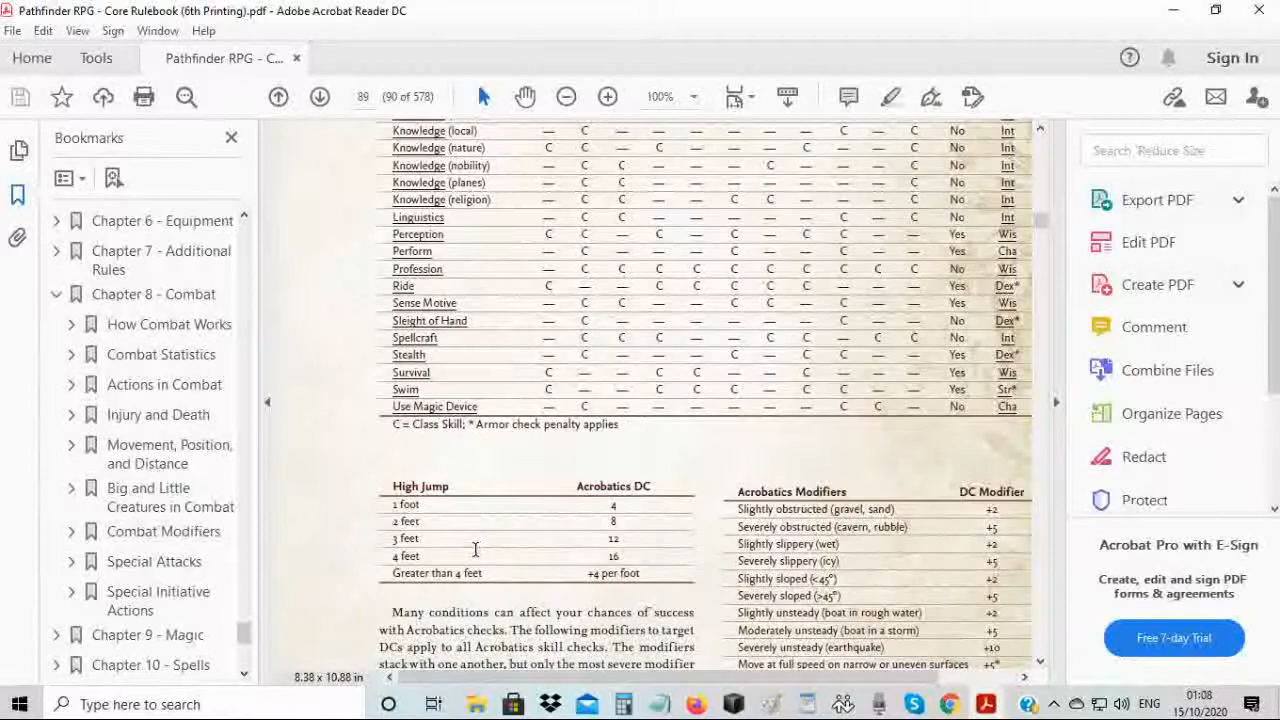 Pathfinder RPG - Core Rulebook (6th Printing).pdf - Adobe Acrobat Reader DC
File Edit View Sign Window Help
Home Tools Pathfinder RPG - C... × Sign In
89 (90 of 578) 100%
Bookmarks
Chapter 6 - Equipment
Chapter 7 - Additional
Rules
Chapter 8 - Combat
How Combat Works
Combat Statistics
Actions in Combat
Injury and Death
Movement, Position,
and Distance
Big and Little
Creatures in Combat
Combat Modifiers
Special Attacks
Special Initiative
Actions
Chapter 9 - Magic
Chapter 10 - Spells
Knowledge (local) — C — — — — — — C — C No Int
Knowledge (nature) C C — C — — — C — — C No Int
Knowledge (nobility) — C C — — — C — — — C No Int
Knowledge (planes) — C C — — — — — — — C No Int
Knowledge (religion) — C C — — C C — — — C No Int
Linguistics — C C — — — — — C — C No Int
Perception C C — C — C — C C — — Yes Wis
Perform — C — — — C — — C — — Yes Cha
Profession — C C C C C C C C C C No Wis
Ride C — — C C C C C — — — Yes Dex*
Sense Motive — C C — — C C — C — — Yes Wis
Sleight of Hand — C — — — — — — C — — No Dex*
Spellcraft — C C C — — C C — C C No Int
Stealth — C — — — C — C C — — Yes Dex*
Survival C — — C C — — C — — — Yes Wis
Swim C — — C C C — C C — — Yes Str*
Use Magic Device — C — — — — — — C C — No Cha
C = Class Skill; * Armor check penalty applies
High Jump Acrobatics DC
1 foot 4
2 feet 8
3 feet 12
4 feet 16
Greater than 4 feet +4 per foot
Many conditions can affect your chances of success
with Acrobatics checks. The following modifiers to target
DCs apply to all Acrobatics skill checks. The modifiers
stack with one another, but only the most severe modifier
Acrobatics Modifiers DC Modifier
Slightly obstructed (gravel, sand) +2
Severely obstructed (cavern, rubble) +5
Slightly slippery (wet) +2
Severely slippery (icy) +5
Slightly sloped (<45°) +2
Severely sloped (>45°) +5
Slightly unsteady (boat in rough water) +2
Moderately unsteady (boat in a storm) +5
Severely unsteady (earthquake) +10
Move at full speed on narrow or uneven surfaces +5*
8.38 x 10.88 in
Search 'Reduce Size'
Export PDF
Edit PDF
Create PDF
Comment
Combine Files
Organize Pages
Redact
Protect
Acrobat Pro with E-Sign
Create, edit and sign PDF
forms & agreements
Free 7-day Trial
Type here to search
ENG
01:08
15/10/2020